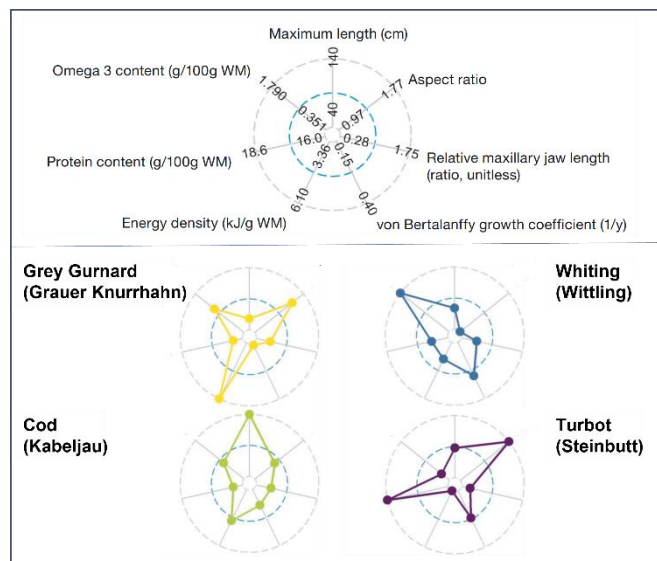 Maximum length (cm)
Omega 3 content (g/100g WM)
Aspect ratio
Protein content (g/100g WM)
Relative maxillary jaw length
(ratio, unitless)
Energy density (kJ/g WM)
von Bertalanffy growth coefficient (1/y)
140
40
1.77
0.97
1.75
0.28
0.40
0.15
6.10
3.36
18.6
16.0
1.790
0.351
Grey Gurnard
(Grauer Knurrhahn)
Whiting
(Wittling)
Cod
(Kabeljau)
Turbot
(Steinbutt)